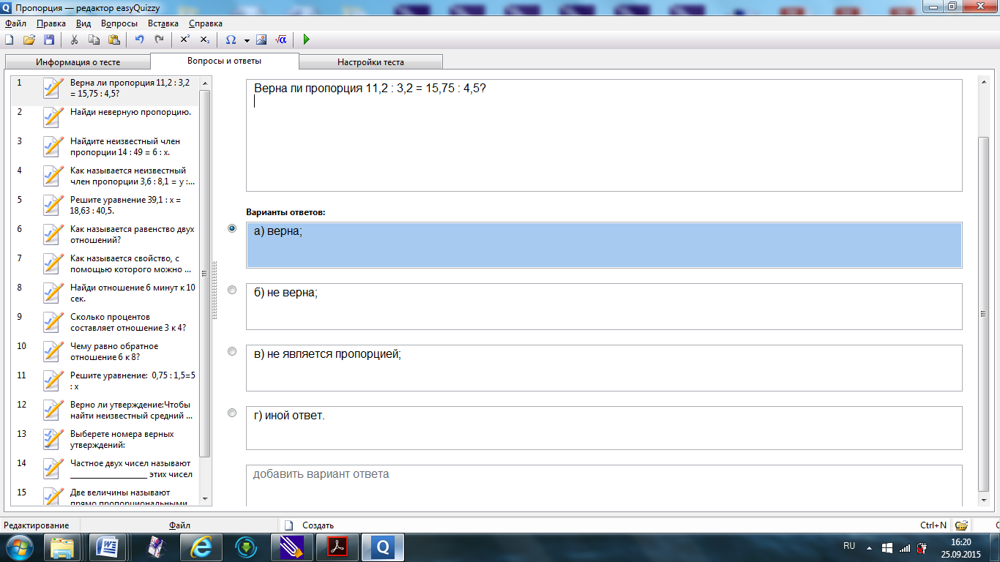 Пропорция — редактор easyQuizzy
Файл Правка Вид Вопросы Вставка Справка
Информация о тесте Вопросы и ответы Настройки теста
1 Верна ли пропорция 11,2 : 3,2
= 15,75 : 4,5?
2 Найди неверную пропорцию.
3 Найдите неизвестный член
пропорции 14 : 49 = 6 : x.
4 Как называется неизвестный
член пропорции 3,6 : 8,1 = y :...
5 Решите уравнение 39,1 : x =
18,63 : 40,5.
6 Как называется равенство двух
отношений?
7 Как называется свойство, с
помощью которого можно ...
8 Найди отношение 6 минут к 10
сек.
9 Сколько процентов
составляет отношение 3 к 4?
10 Чему равно обратное
отношение 6 к 8?
11 Решите уравнение: 0,75 : 1,5=5
: x
12 Верно ли утверждение:Чтобы
найти неизвестный средний ...
13 Выберете номера верных
утверждений:
14 Частное двух чисел называют
__________________ этих чисел
15 Две величины называют
прямо пропорциональными
Верна ли пропорция 11,2 : 3,2 = 15,75 : 4,5?
Варианты ответов:
а) верна;
б) не верна;
в) не является пропорцией;
г) иной ответ.
добавить вариант ответа
Редактирование Файл Создать Ctrl+N
RU 16:20
25.09.2015